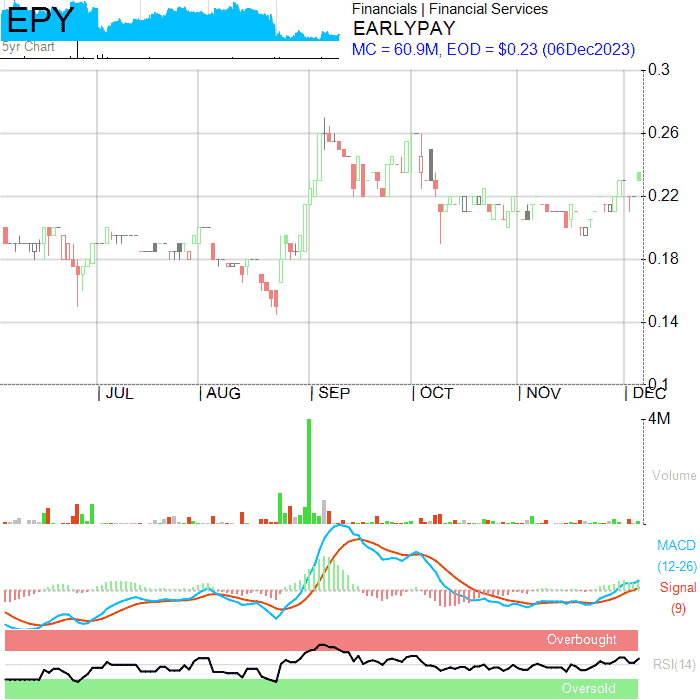 EPY
5yr Chart
Financials | Financial Services
EARLYPAY
MC = 60.9M, EOD = $0.23 (06Dec2023)
0.3
0.26
0.22
0.18
0.14
0.1
JUL AUG SEP OCT NOV DEC
4M
Volume
MACD
(12-26)
Signal
(9)
Overbought
RSI(14)
Oversold